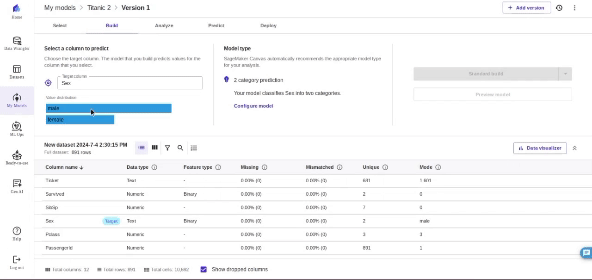 My models > Titanic 2 > Version 1
+ Add version
Select
Build
Analyze
Predict
Deploy
Select a column to predict
Choose the target column. The model that you build predicts values for the
column that you select.
Target column
Sex
Value distribution
male
female
Model type
SageMaker Canvas automatically recommends the appropriate model type
for your analysis.
2 category prediction
Your model classifies Sex into two categories.
Configure model
Standard build
Preview model
Data Wrangler
Datasets
My Models
ML Ops
Ready-to-use
Gen AI
Help
Logout
New dataset 2024-7-4 2:30:15 PM
Full dataset: 891 rows
Data visualizer
Column name Data type Feature type Missing Mismatched Unique Mode
Ticket Text - 0.00% (0) 0.00% (0) 681
Survived Numeric Binary 0.00% (0) 0.00% (0) 2 0
SibSp Numeric - 0.00% (0) 0.00% (0) 7 0
Sex Target Text Binary 0.00% (0) 0.00% (0) 2 male
Pclass Numeric - 0.00% (0) 0.00% (0) 3 3
PassengerId Numeric - 0.00% (0) 0.00% (0) 891 1
Total columns: 12 Total rows: 891 Total cells: 10,692 Show dropped columns